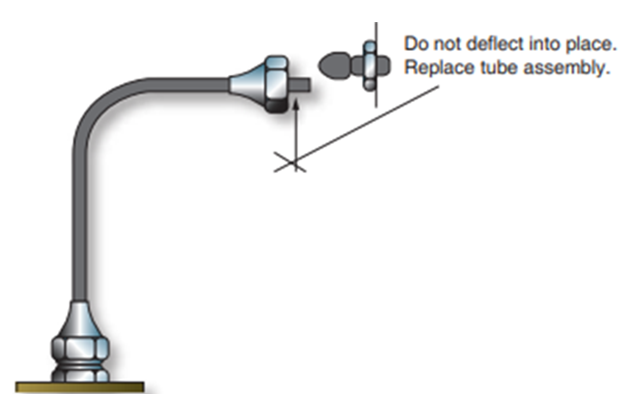 Do not deflect into place.
Replace tube assembly.